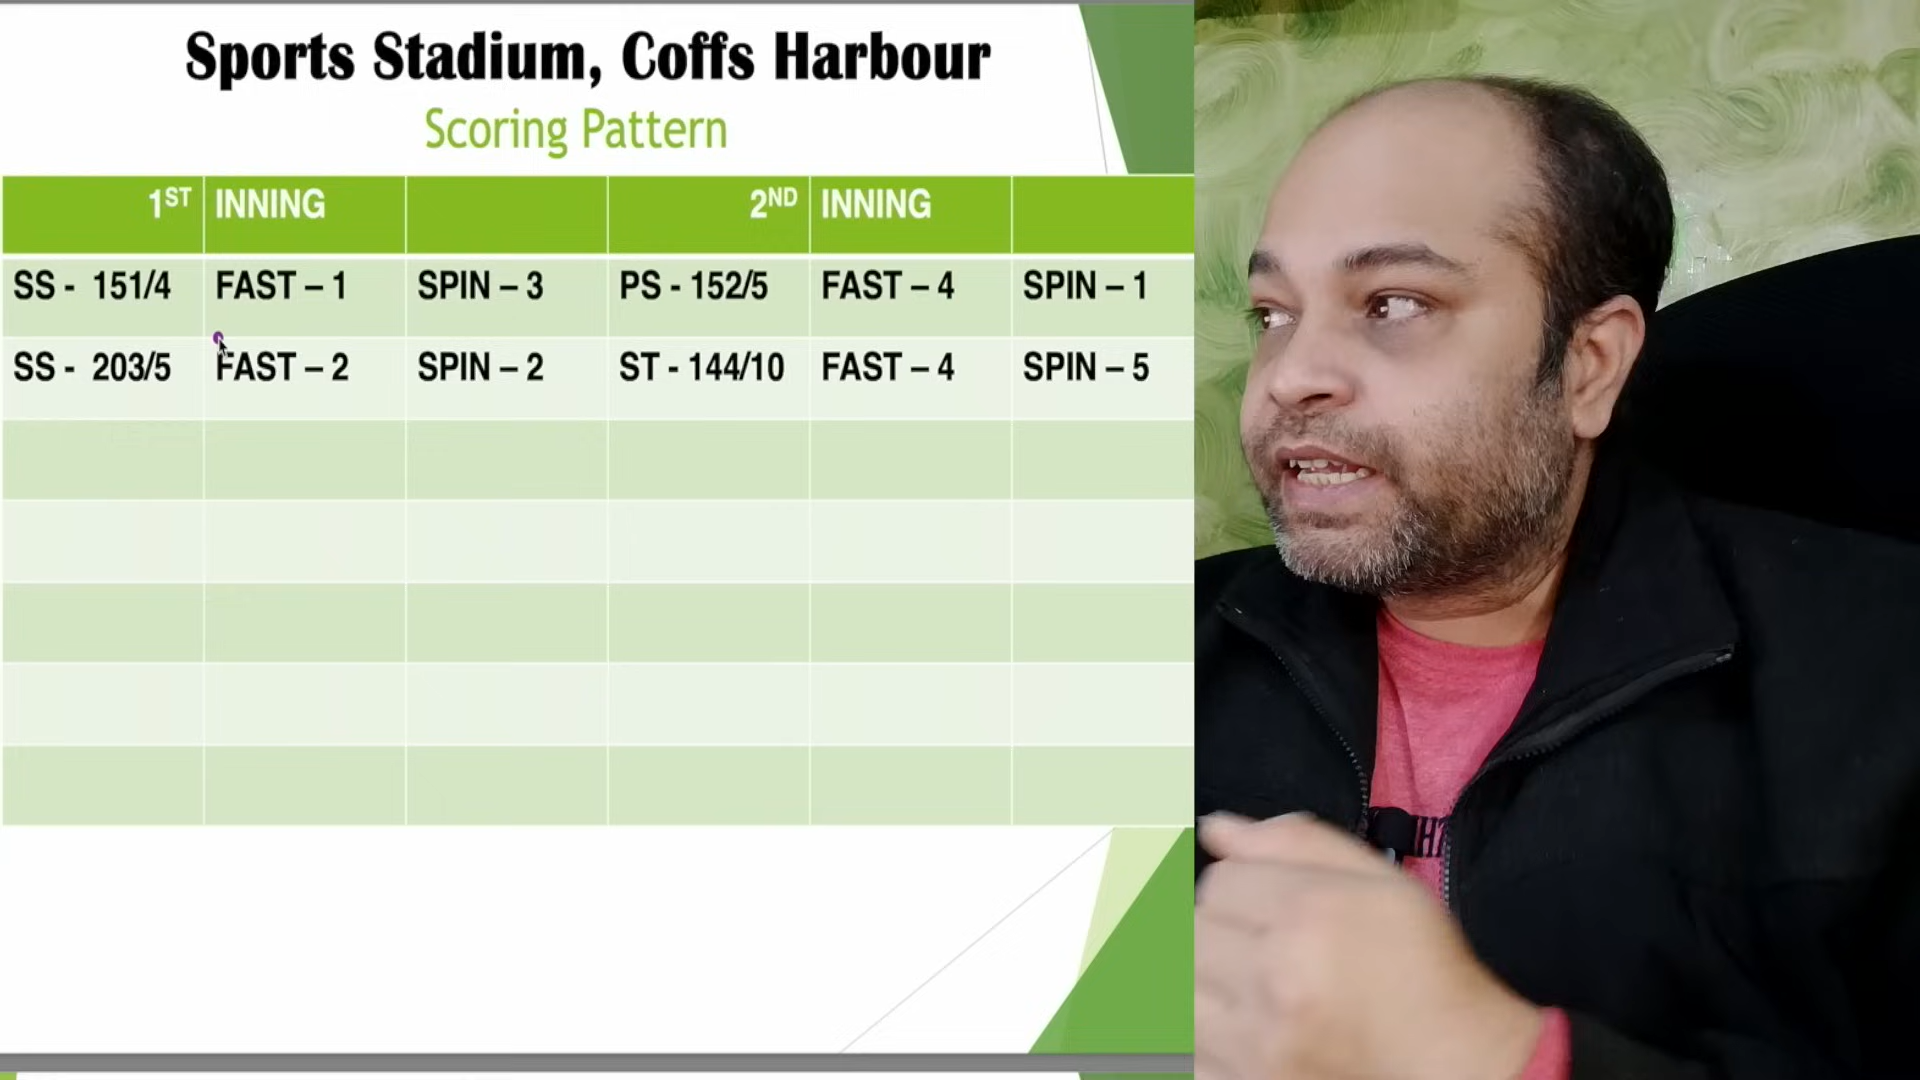 Sports Stadium, Coffs Harbour
Scoring Pattern
1ST INNING 2ND INNING
SS - 151/4 FAST – 1 SPIN – 3 PS - 152/5 FAST – 4 SPIN – 1
SS - 203/5 FAST – 2 SPIN – 2 ST - 144/10 FAST – 4 SPIN – 5